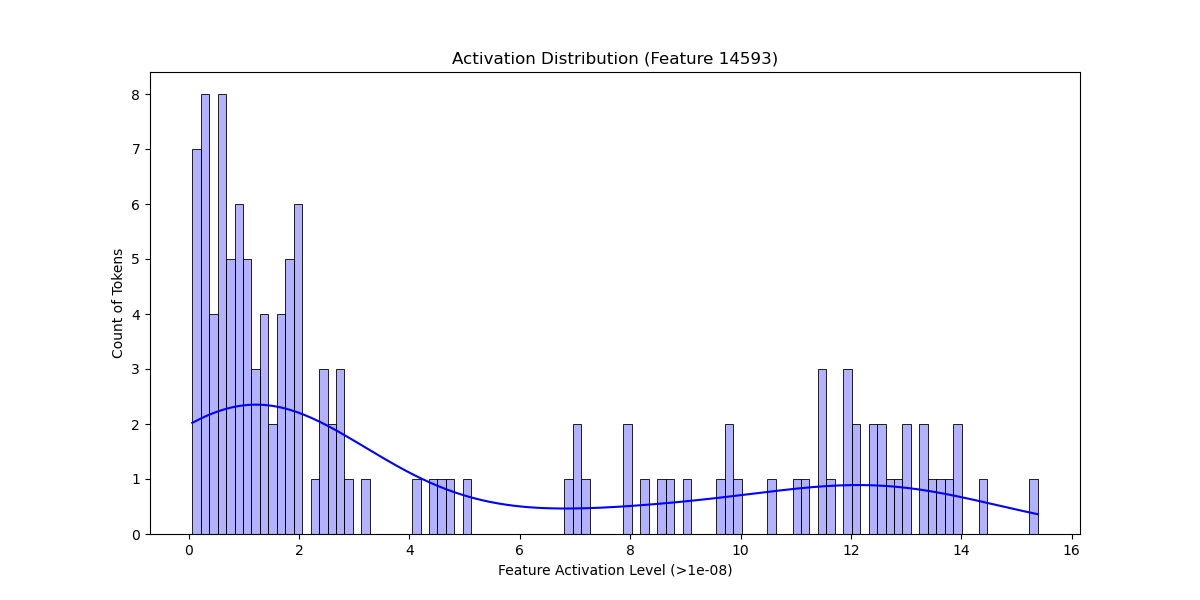 Activation Distribution (Feature 14593)
Count of Tokens
8
7
6
5
4
3
2
1
0
0 2 4 6 8 10 12 14 16
Feature Activation Level (>1e-08)